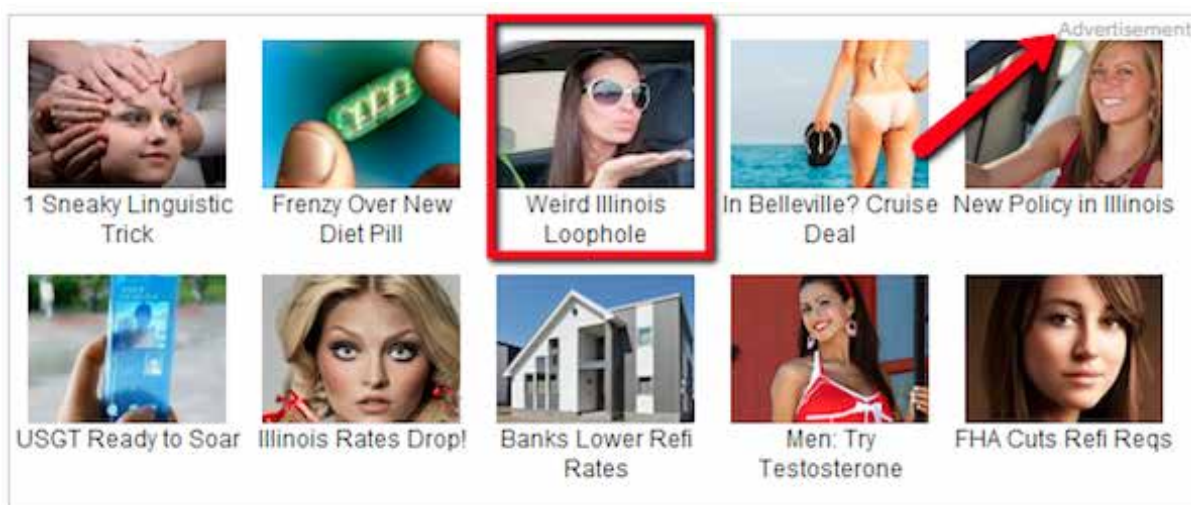 Advertisement
1 Sneaky Linguistic
Trick
Frenzy Over New
Diet Pill
Weird Illinois
Loophole
In Belleville? Cruise
Deal
New Policy in Illinois
USGT Ready to Soar
Illinois Rates Drop!
Banks Lower Refi
Rates
Men: Try
Testosterone
FHA Cuts Refi Reqs